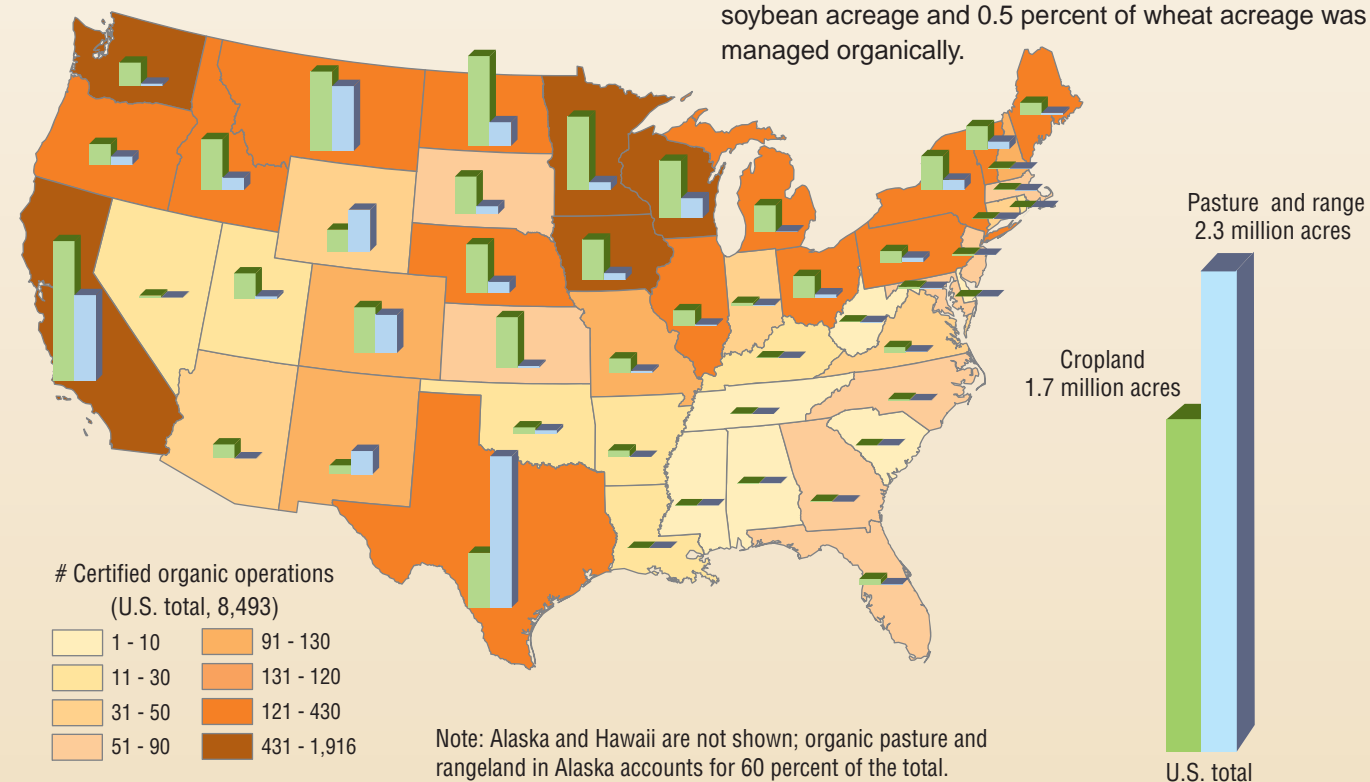 soybean acreage and 0.5 percent of wheat acreage was
managed organically.
Pasture and range
2.3 million acres
Cropland
1.7 million acres
U.S. total
# Certified organic operations
(U.S. total, 8,493)
1 - 10
11 - 30
31 - 50
51 - 90
91 - 130
131 - 120
121 - 430
431 - 1,916
Note: Alaska and Hawaii are not shown; organic pasture and
rangeland in Alaska accounts for 60 percent of the total.